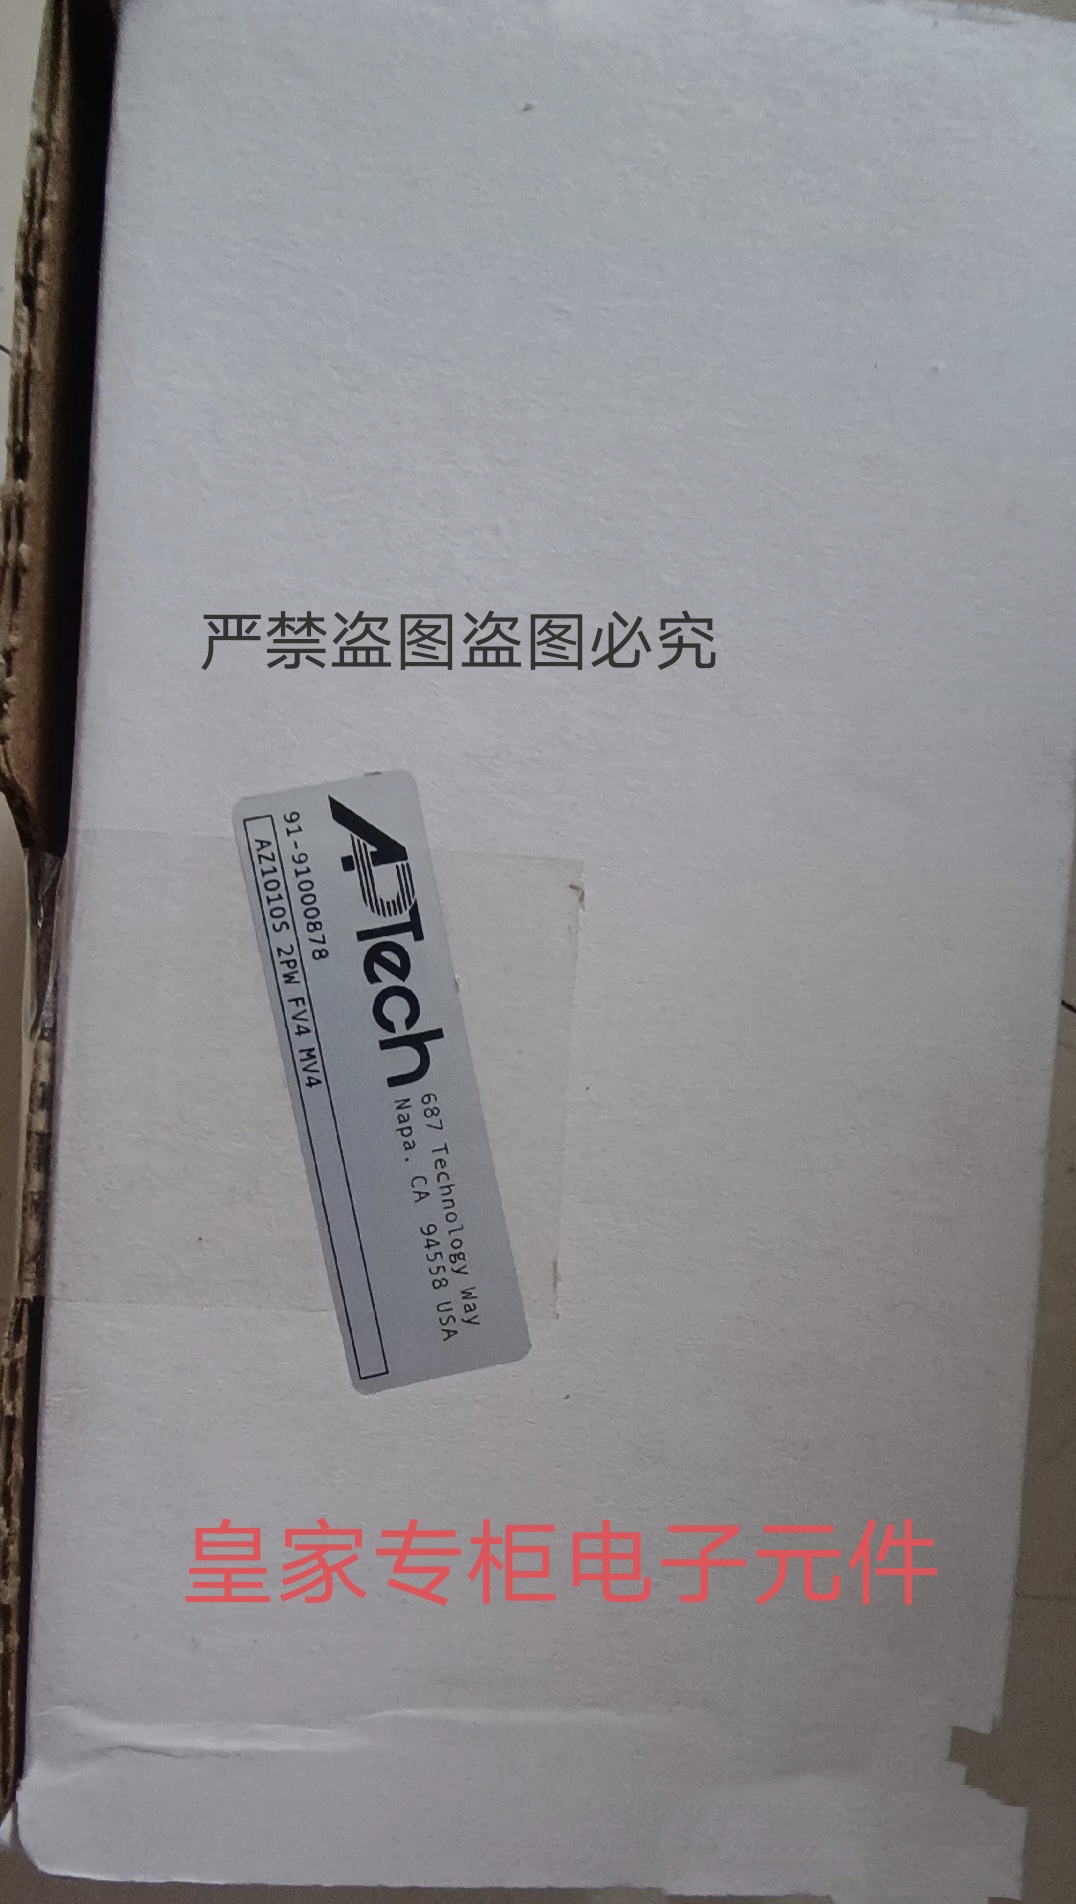 严禁盗图盗图必究
APTech
687 Technology Way
Napa. CA 94558 USA
91-91000878
AZ1010S 2PW FV4 MV4
皇家专柜电子元件